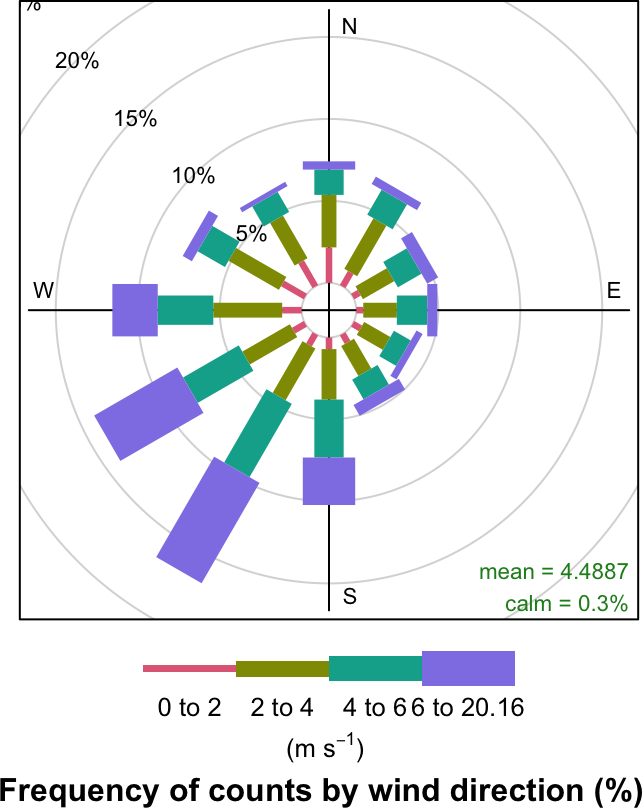 %
N
20%
15%
10%
5%
W
E
mean = 4.4887
S
calm = 0.3%
0 to 2 2 to 4 4 to 6 6 to 20.16
(m s⁻¹)
Frequency of counts by wind direction (%)